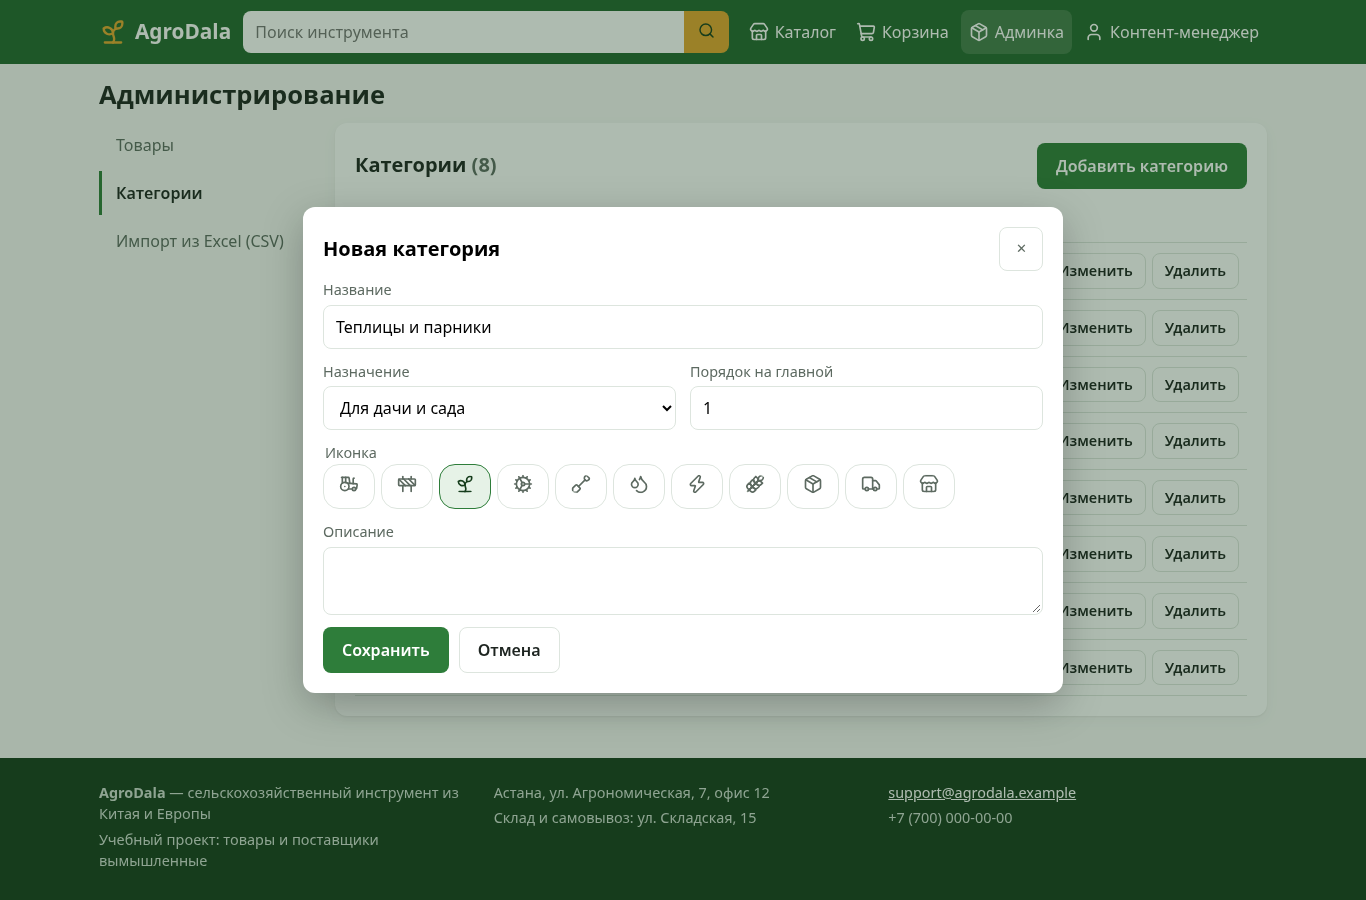 AgroDala
Поиск инструмента
Каталог
Корзина
Админка
Контент-менеджер
Администрирование
Товары
Категории
Импорт из Excel (CSV)
Категории (8)
Добавить категорию
Новая категория
×
Название
Теплицы и парники
Назначение
Порядок на главной
Для дачи и сада
1
Иконка
Описание
Сохранить
Отмена
Изменить Удалить
Изменить Удалить
Изменить Удалить
Изменить Удалить
Изменить Удалить
Изменить Удалить
Изменить Удалить
Изменить Удалить
AgroDala — сельскохозяйственный инструмент из
Китая и Европы
Учебный проект: товары и поставщики
вымышленные
Астана, ул. Агрономическая, 7, офис 12
Склад и самовывоз: ул. Складская, 15
support@agrodala.example
+7 (700) 000-00-00